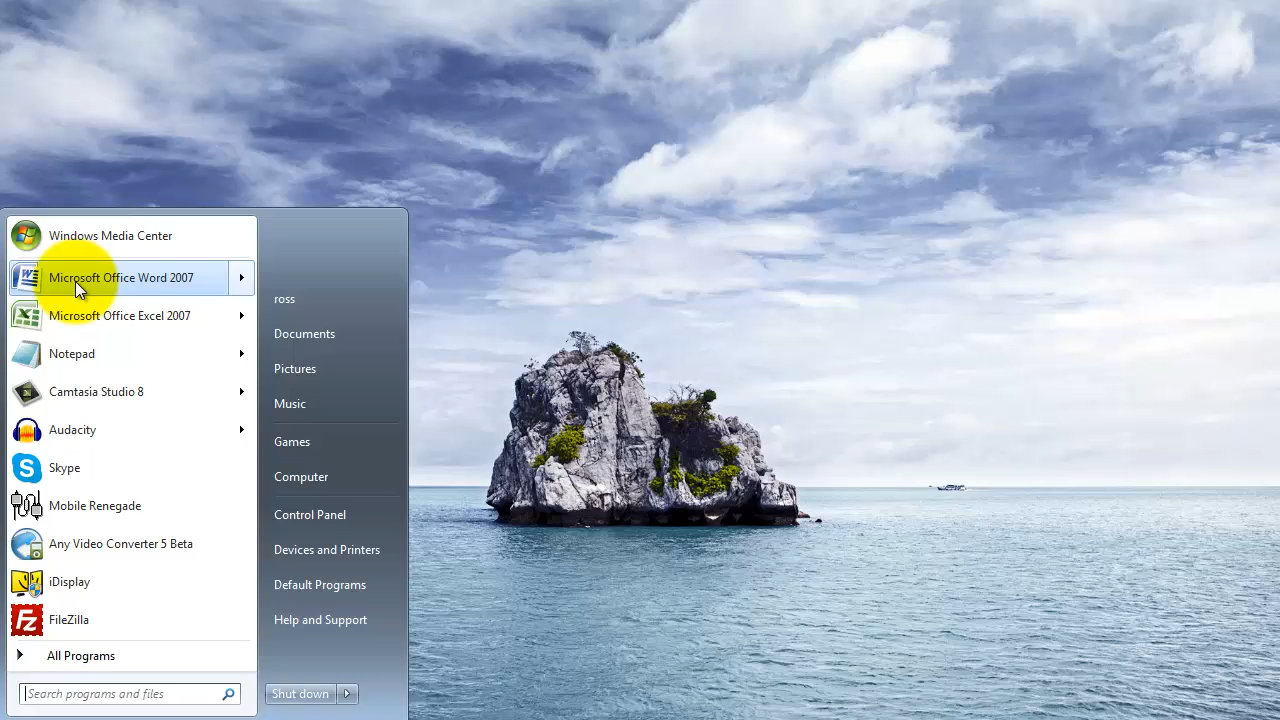 Windows Media Center
Microsoft Office Word 2007
Microsoft Office Excel 2007
Notepad
Camtasia Studio 8
Audacity
Skype
Mobile Renegade
Any Video Converter 5 Beta
iDisplay
FileZilla
All Programs
Search programs and files
ross
Documents
Pictures
Music
Games
Computer
Control Panel
Devices and Printers
Default Programs
Help and Support
Shut down